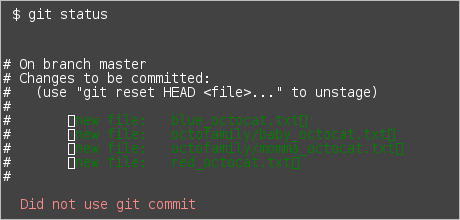 $ git status
# On branch master
# Changes to be committed:
# (use "git reset HEAD <file>..." to unstage)
#
# new file: blue_octocat.txt
# new file: octofamily/baby_octocat.txt
# new file: octofamily/momma_octocat.txt
# new file: red_octocat.txt
#
Did not use git commit